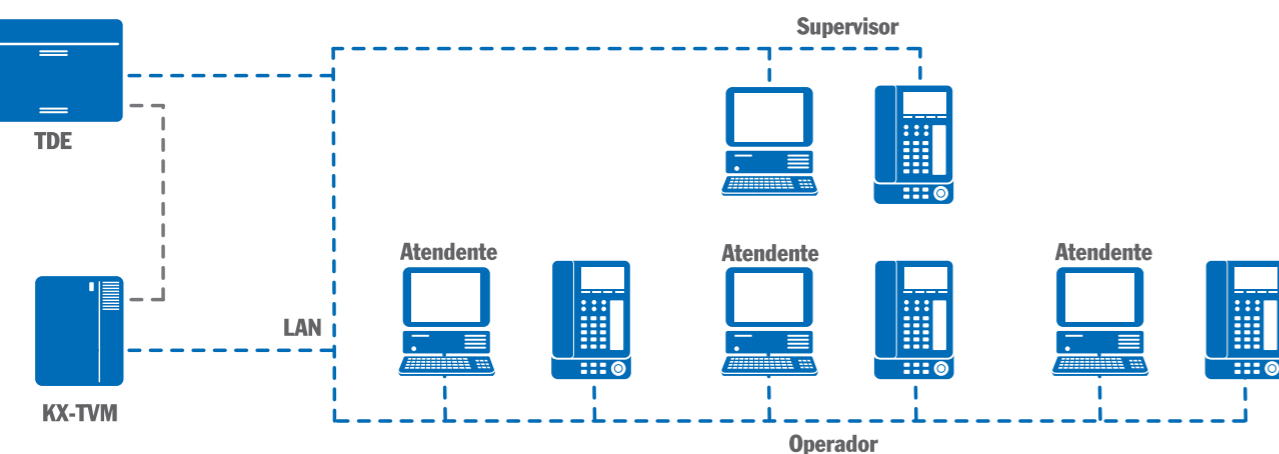 Supervisor
TDE
Atendente
Atendente
Atendente
LAN
KX-TVM
Operador